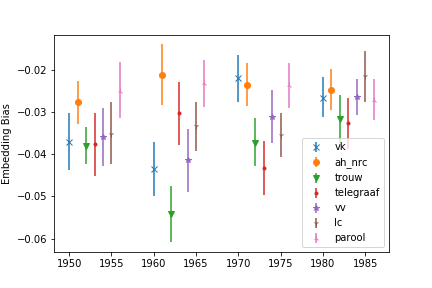 Embedding Bias
−0.02
−0.03
−0.04
−0.05
−0.06
1950 1955 1960 1965 1970 1975 1980 1985
vk
ah_nrc
trouw
telegraaf
vv
lc
parool